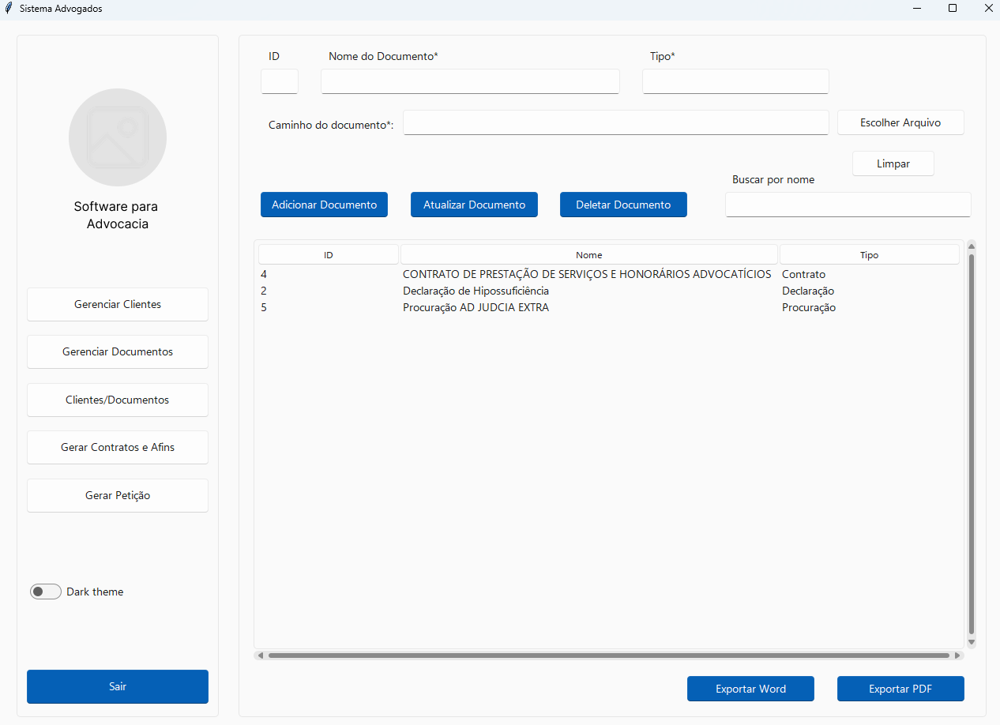 Sistema Advogados
Software para
Advocacia
Gerenciar Clientes
Gerenciar Documentos
Clientes/Documentos
Gerar Contratos e Afins
Gerar Petição
Dark theme
Sair
ID Nome do Documento* Tipo*
Caminho do documento*: Escolher Arquivo
Limpar
Buscar por nome
Adicionar Documento Atualizar Documento Deletar Documento
ID Nome Tipo
4 CONTRATO DE PRESTAÇÃO DE SERVIÇOS E HONORÁRIOS ADVOCATÍCIOS Contrato
2 Declaração de Hipossuficiência Declaração
5 Procuração AD JUDCIA EXTRA Procuração
Exportar Word Exportar PDF